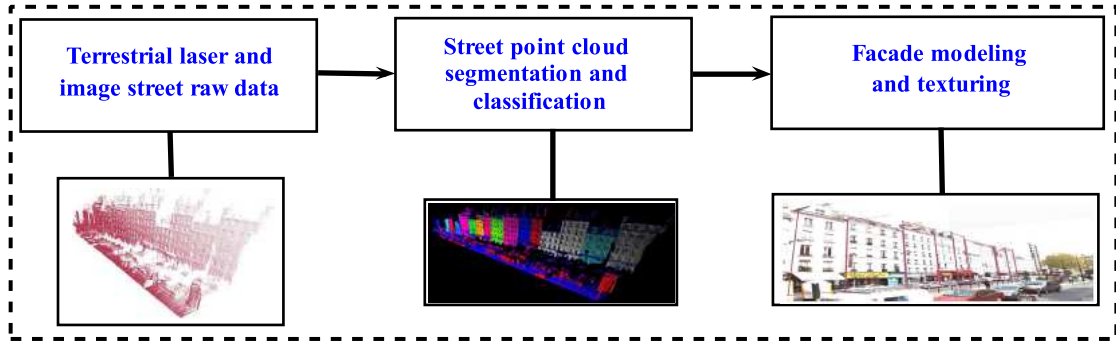 Terrestrial laser and
image street raw data
Street point cloud
segmentation and
classification
Facade modeling
and texturing